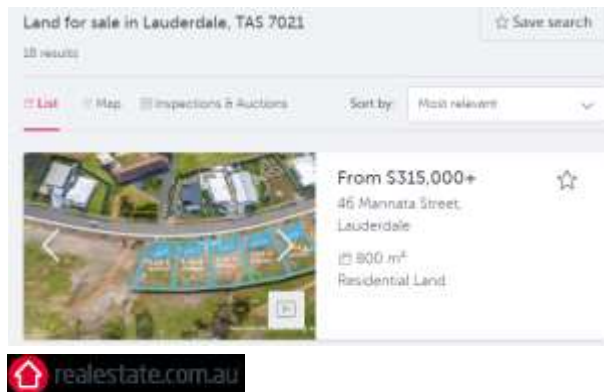 Land for sale in Lauderdale, TAS 7021
Save search
18 results
List
Map
Inspections & Auctions
Sort by:
Most relevant
From $315,000+
46 Mannata Street,
Lauderdale
800 m²
Residential Land
realestate.com.au